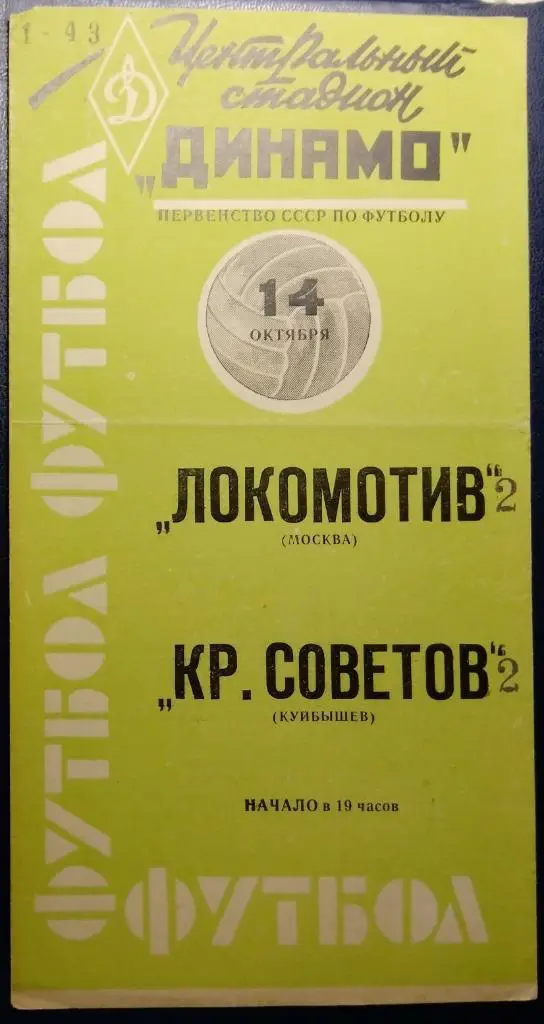 1-43
Д
Центральный
стадион
„ДИНАМО"
ПЕРВЕНСТВО СССР ПО ФУТБОЛУ
14
ОКТЯБРЯ
„ЛОКОМОТИВ" 2
(МОСКВА)
„КР. СОВЕТОВ" 2
(КУЙБЫШЕВ)
НАЧАЛО в 19 часов
ФУТБОЛ ФУТБОЛ
ФУТБОЛ